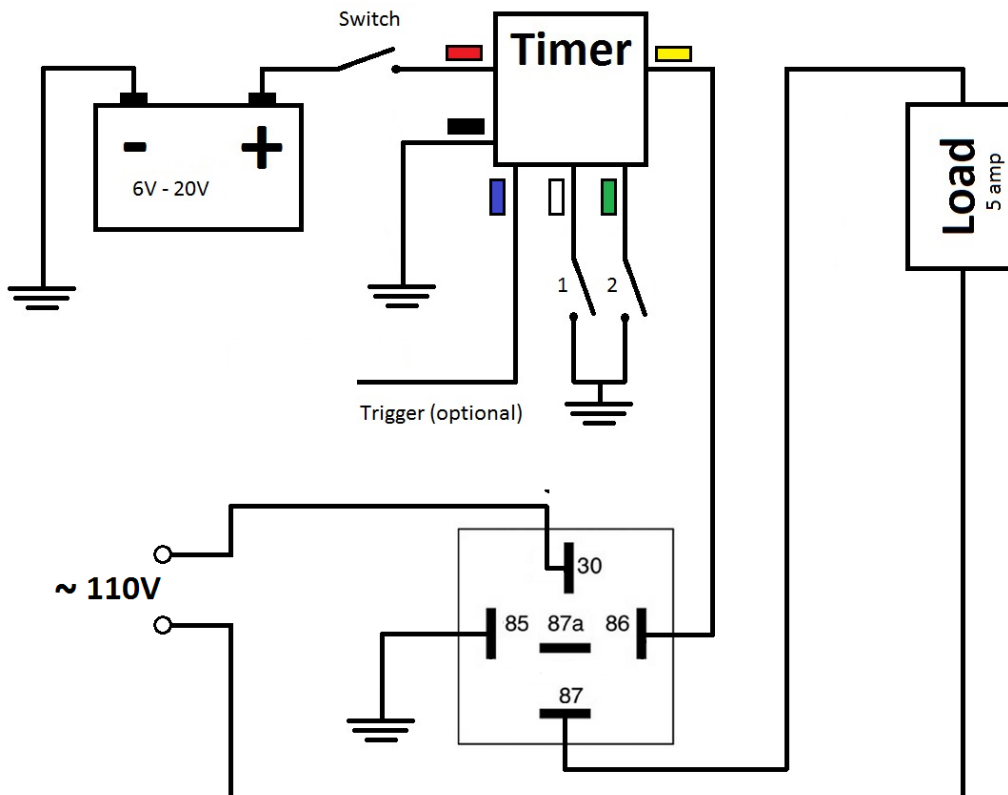 Switch
Timer
- +
6V - 20V
Load
5 amp
1 2
Trigger (optional)
~ 110V
30
85 87a 86
87